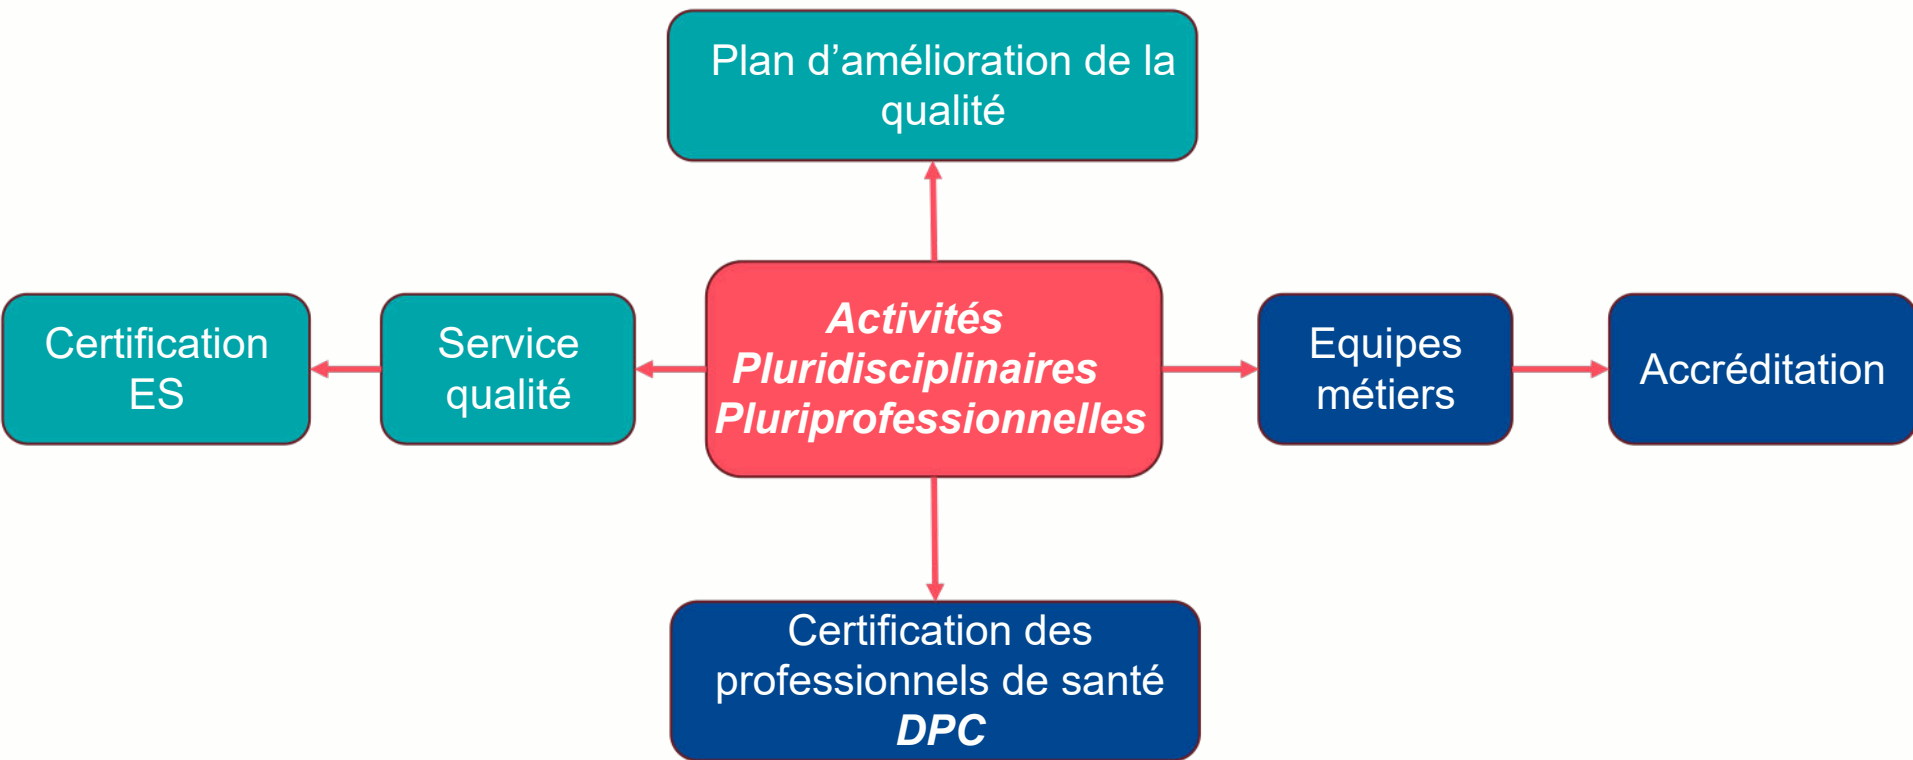 Plan d’amélioration de la
qualité
Certification
ES
Service
qualité
Activités
Pluridisciplinaires
Pluriprofessionnelles
Equipes
métiers
Accréditation
Certification des
professionnels de santé
DPC